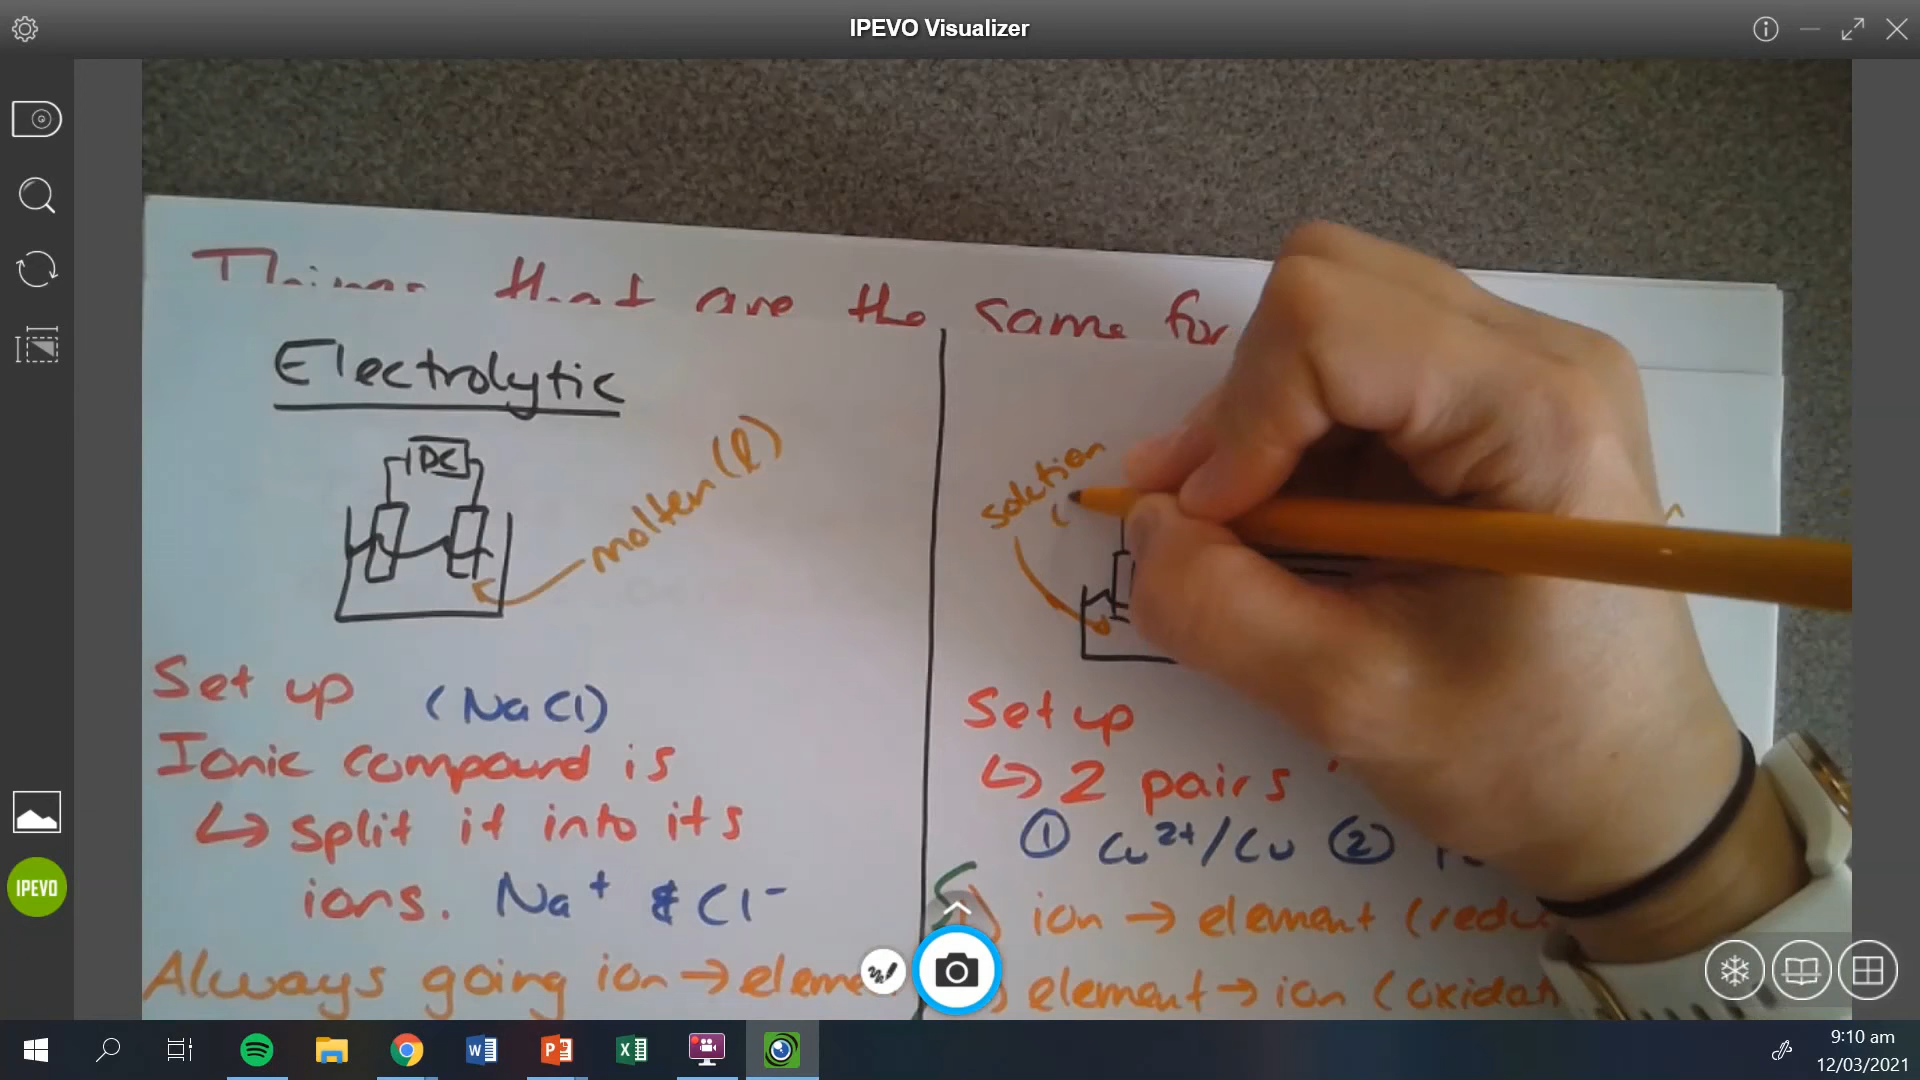 IPEVO Visualizer
Things that are the same for
Electrolytic
DC
molten (l)
solution
(
Set up (NaCl)
Ionic compound is
↳ split it into its
ions. Na⁺ & Cl⁻
Always going ion → eleme
Set up
↳ 2 pairs
① Cu²⁺/Cu ②
ion → element (redu
element → ion (oxidat
IPEVO
9:10 am
12/03/2021